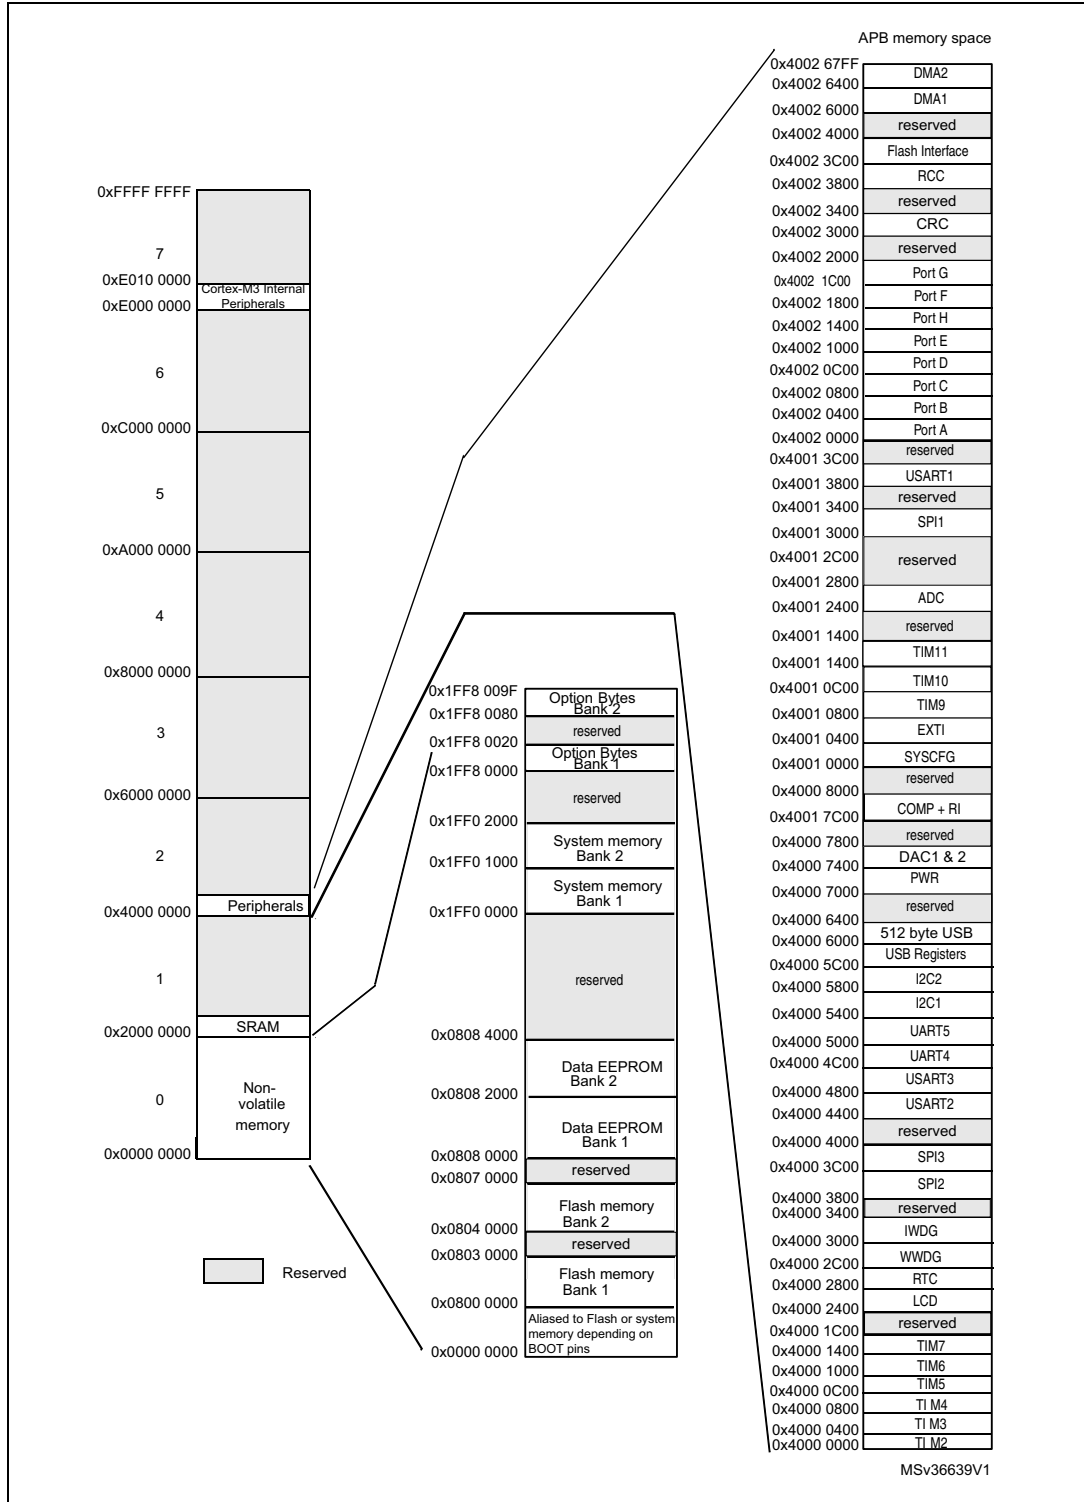 APB memory space
0xFFFF FFFF
7
0xE010 0000
Cortex-M3 Internal
Peripherals
0xE000 0000
6
0xC000 0000
5
0xA000 0000
4
0x8000 0000
3
0x6000 0000
2
Peripherals
0x4000 0000
1
SRAM
0x2000 0000
Non-
volatile
memory
0
0x0000 0000
Reserved
0x1FF8 009F
Option Bytes
Bank 2
0x1FF8 0080
reserved
0x1FF8 0020
Option Bytes
Bank 1
0x1FF8 0000
reserved
0x1FF0 2000
System memory
Bank 2
0x1FF0 1000
System memory
Bank 1
0x1FF0 0000
reserved
0x0808 4000
Data EEPROM
Bank 2
0x0808 2000
Data EEPROM
Bank 1
0x0808 0000
reserved
0x0807 0000
Flash memory
Bank 2
0x0804 0000
reserved
0x0803 0000
Flash memory
Bank 1
0x0800 0000
Aliased to Flash or system
memory depending on
BOOT pins
0x0000 0000
0x4002 67FF
DMA2
0x4002 6400
DMA1
0x4002 6000
reserved
0x4002 4000
Flash Interface
0x4002 3C00
RCC
0x4002 3800
reserved
0x4002 3400
CRC
0x4002 3000
reserved
0x4002 2000
Port G
0x4002 1C00
Port F
0x4002 1800
Port H
0x4002 1400
Port E
0x4002 1000
Port D
0x4002 0C00
Port C
0x4002 0800
Port B
0x4002 0400
Port A
0x4002 0000
reserved
0x4001 3C00
USART1
0x4001 3800
reserved
0x4001 3400
SPI1
0x4001 3000
0x4001 2C00
reserved
0x4001 2800
ADC
0x4001 2400
reserved
0x4001 1400
TIM11
0x4001 1400
TIM10
0x4001 0C00
TIM9
0x4001 0800
EXTI
0x4001 0400
SYSCFG
0x4001 0000
reserved
0x4000 8000
COMP + RI
0x4001 7C00
reserved
0x4000 7800
DAC1 & 2
0x4000 7400
PWR
0x4000 7000
reserved
0x4000 6400
512 byte USB
0x4000 6000
USB Registers
0x4000 5C00
I2C2
0x4000 5800
I2C1
0x4000 5400
UART5
0x4000 5000
UART4
0x4000 4C00
USART3
0x4000 4800
USART2
0x4000 4400
reserved
0x4000 4000
SPI3
0x4000 3C00
SPI2
0x4000 3800
reserved
0x4000 3400
IWDG
0x4000 3000
WWDG
0x4000 2C00
RTC
0x4000 2800
LCD
0x4000 2400
reserved
0x4000 1C00
TIM7
0x4000 1400
TIM6
0x4000 1000
TIM5
0x4000 0C00
TI M4
0x4000 0800
TI M3
0x4000 0400
TI M2
0x4000 0000
MSv36639V1